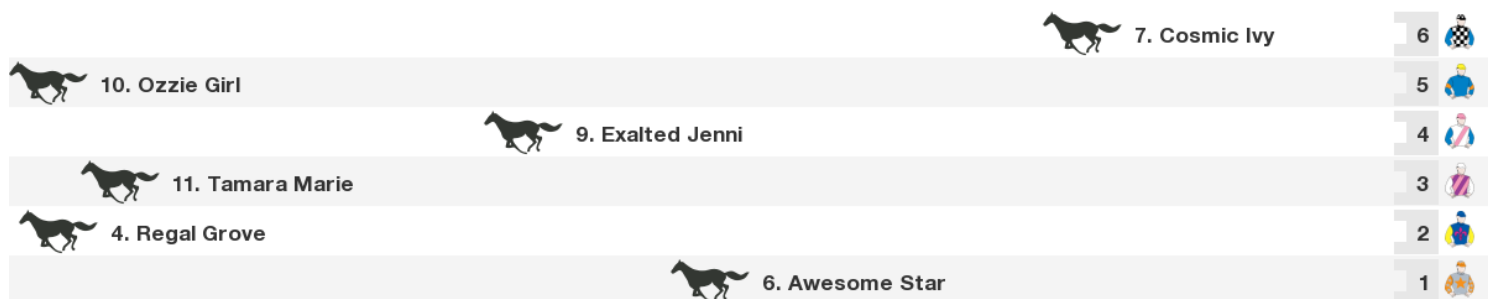 7. Cosmic Ivy 6
10. Ozzie Girl 5
9. Exalted Jenni 4
11. Tamara Marie 3
4. Regal Grove 2
6. Awesome Star 1